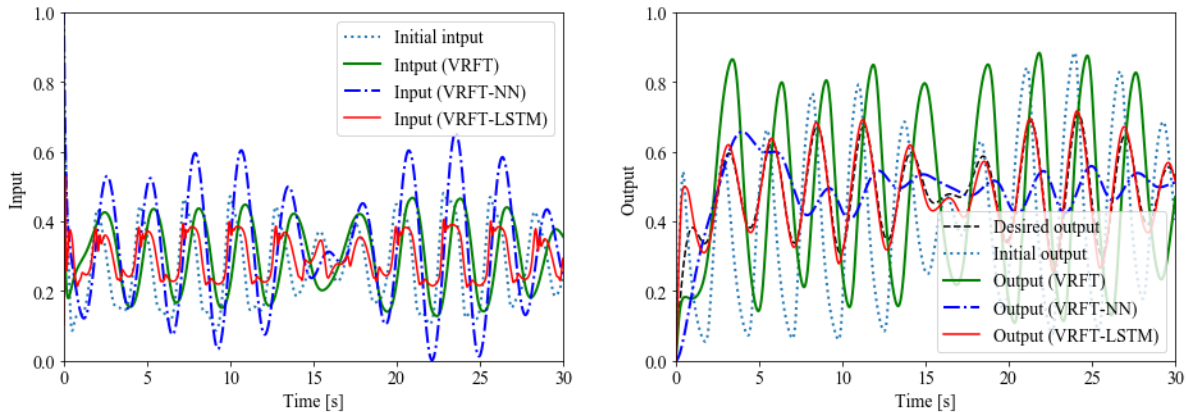 1.0
0.8
0.6
0.4
0.2
0.0
Input
0
5
10
15
20
25
30
Time [s]
Initial intput
Intput (VRFT)
Input (VRFT-NN)
Input (VRFT-LSTM)
1.0
0.8
0.6
0.4
0.2
0.0
Output
0
5
10
15
20
25
30
Time [s]
Desired output
Initial output
Output (VRFT)
Output (VRFT-NN)
Output (VRFT-LSTM)